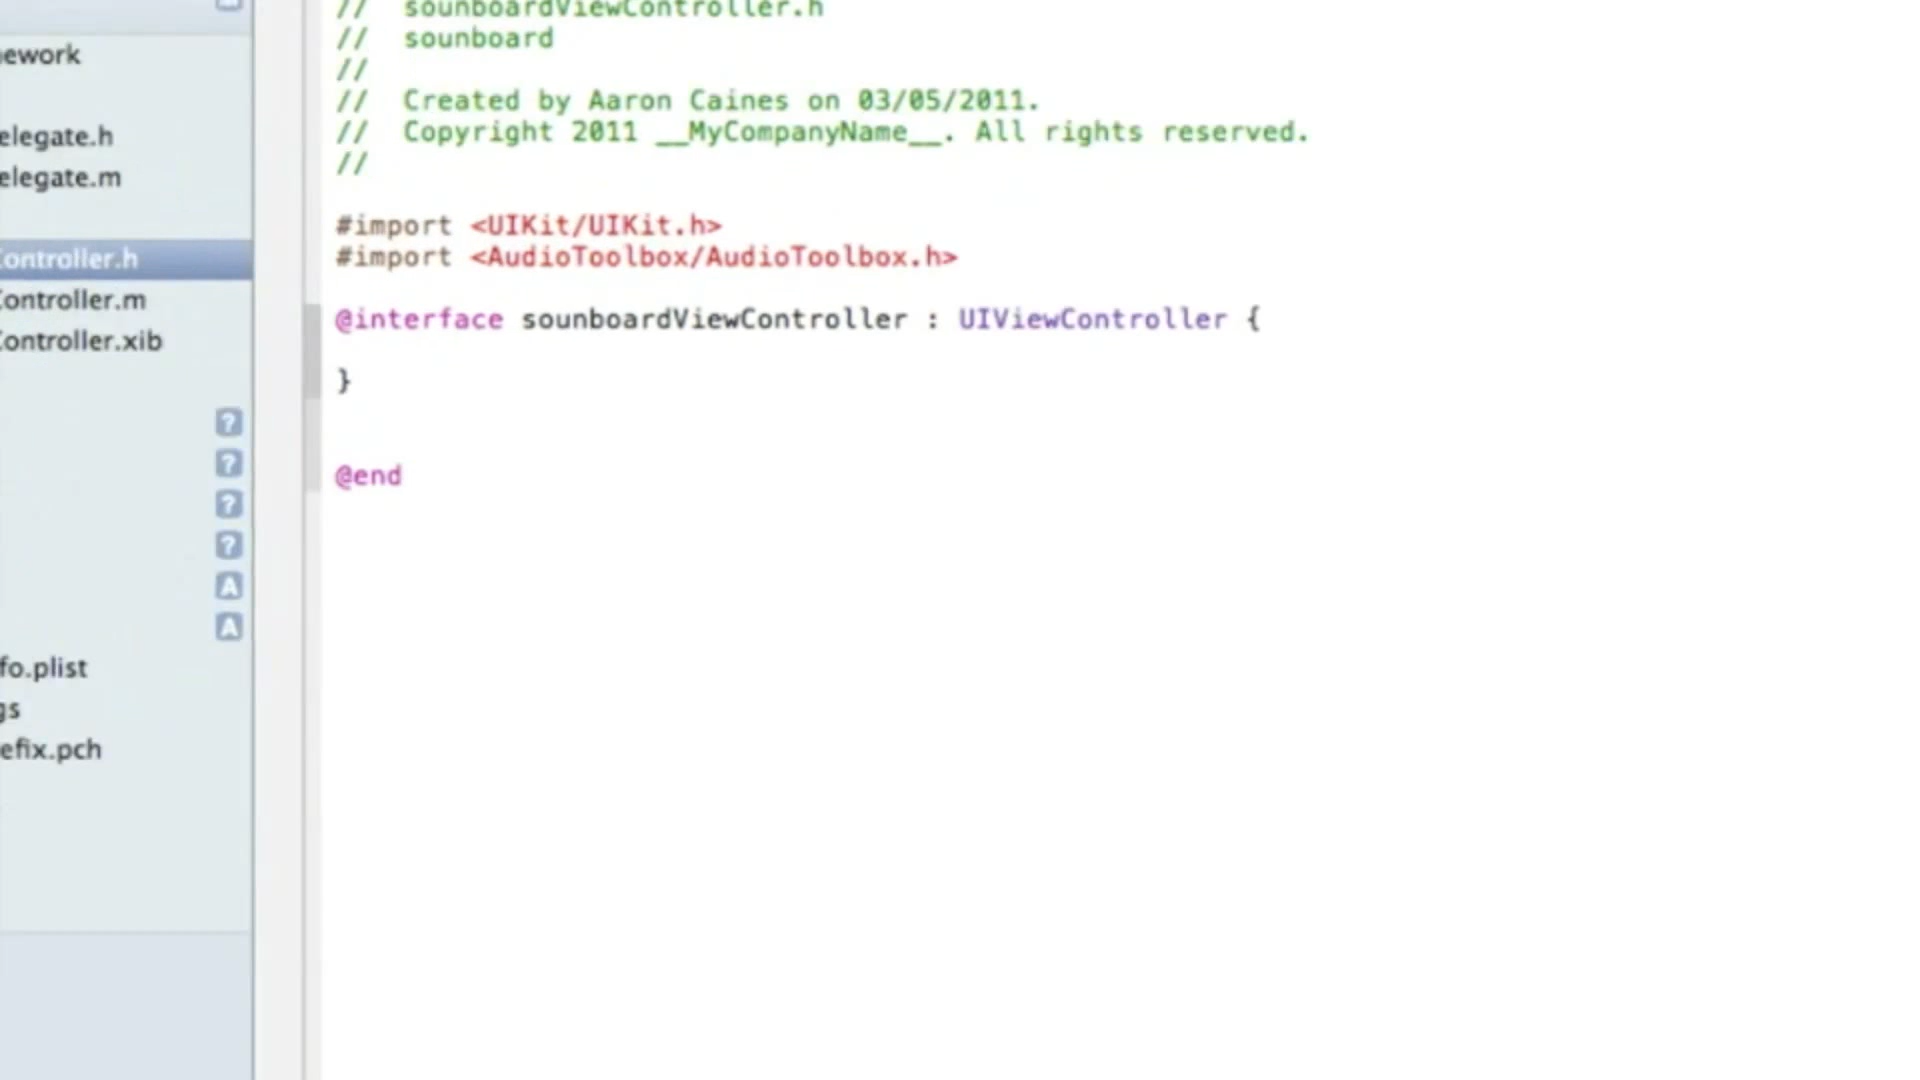 ework
elegate.h
elegate.m
Controller.h
Controller.m
Controller.xib
?
?
?
?
A
A
fo.plist
gs
efix.pch
// sounboardViewController.h
// sounboard
//
// Created by Aaron Caines on 03/05/2011.
// Copyright 2011 __MyCompanyName__. All rights reserved.
//
#import <UIKit/UIKit.h>
#import <AudioToolbox/AudioToolbox.h>
@interface sounboardViewController : UIViewController {
}
@end